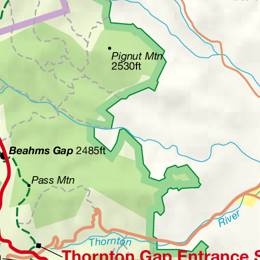 Pignut Mtn
2530ft
Beahms Gap 2485ft
Pass Mtn
River
Thornton
Thornton Gap Entrance S